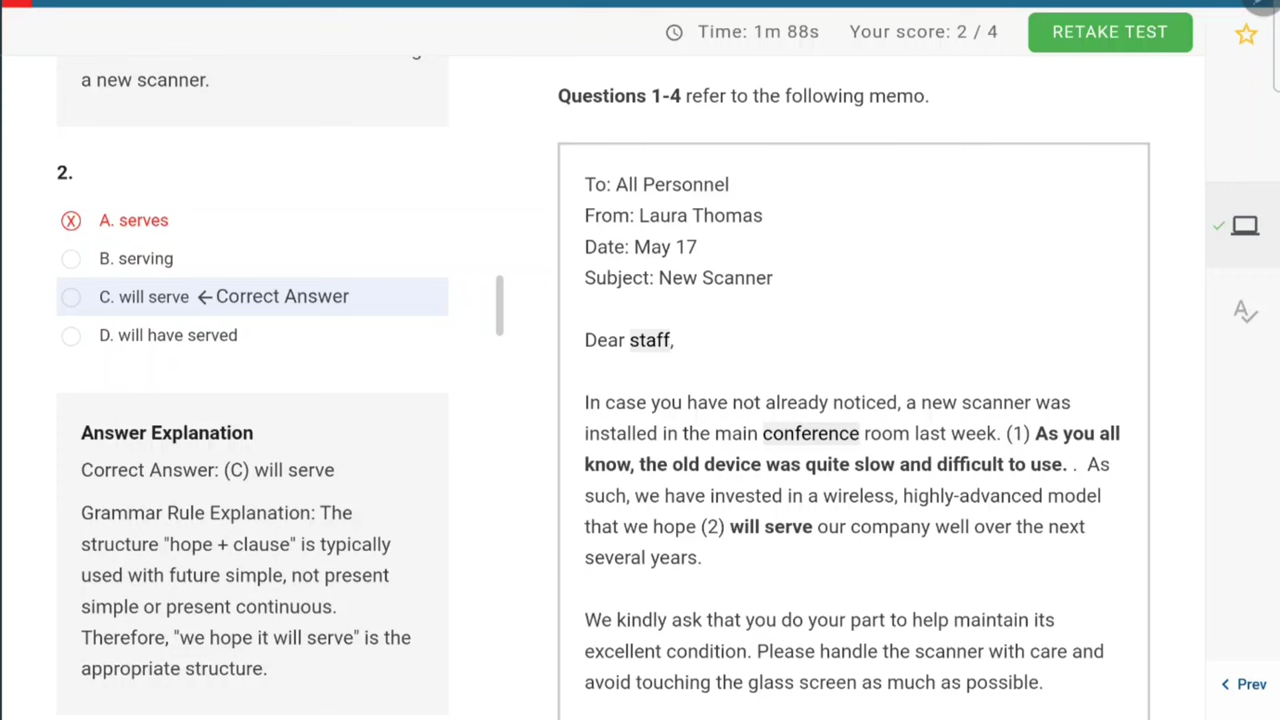 Time: 1m 88s Your score: 2 / 4 RETAKE TEST
a new scanner.
2.
X A. serves
B. serving
C. will serve ←Correct Answer
D. will have served
Answer Explanation
Correct Answer: (C) will serve
Grammar Rule Explanation: The
structure "hope + clause" is typically
used with future simple, not present
simple or present continuous.
Therefore, "we hope it will serve" is the
appropriate structure.
Questions 1-4 refer to the following memo.
To: All Personnel
From: Laura Thomas
Date: May 17
Subject: New Scanner
Dear staff,
In case you have not already noticed, a new scanner was
installed in the main conference room last week. (1) As you all
know, the old device was quite slow and difficult to use. . As
such, we have invested in a wireless, highly-advanced model
that we hope (2) will serve our company well over the next
several years.
We kindly ask that you do your part to help maintain its
excellent condition. Please handle the scanner with care and
avoid touching the glass screen as much as possible.
A
< Prev